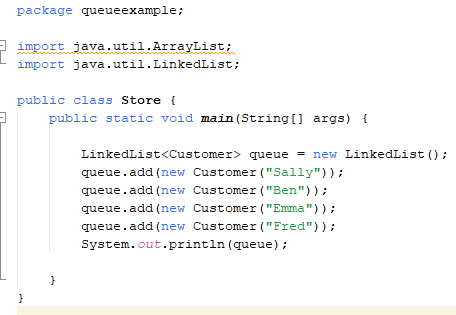 package queueexample;
import java.util.ArrayList;
import java.util.LinkedList;
public class Store {
public static void main(String[] args) {
LinkedList<Customer> queue = new LinkedList();
queue.add(new Customer("Sally"));
queue.add(new Customer("Ben"));
queue.add(new Customer("Emma"));
queue.add(new Customer("Fred"));
System.out.println(queue);
}
}